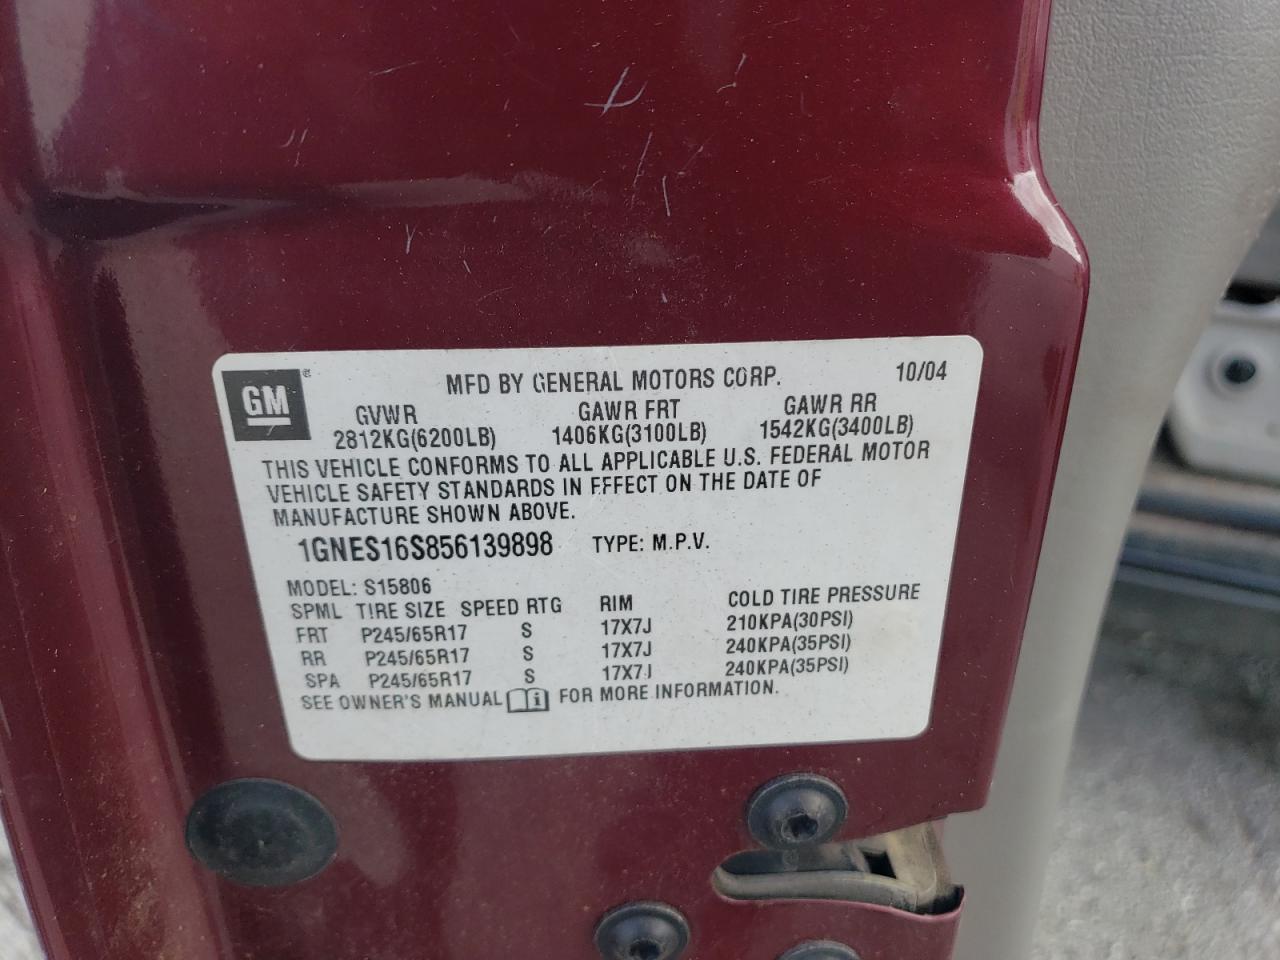 GM ®
MFD BY GENERAL MOTORS CORP. 10/04
GVWR GAWR FRT GAWR RR
2812KG(6200LB) 1406KG(3100LB) 1542KG(3400LB)
THIS VEHICLE CONFORMS TO ALL APPLICABLE U.S. FEDERAL MOTOR
VEHICLE SAFETY STANDARDS IN EFFECT ON THE DATE OF
MANUFACTURE SHOWN ABOVE.
1GNES16S856139898 TYPE: M.P.V.
MODEL: S15806
SPML TIRE SIZE SPEED RTG RIM COLD TIRE PRESSURE
FRT P245/65R17 S 17X7J 210KPA(30PSI)
RR P245/65R17 S 17X7J 240KPA(35PSI)
SPA P245/65R17 S 17X7J 240KPA(35PSI)
SEE OWNER'S MANUAL i FOR MORE INFORMATION.